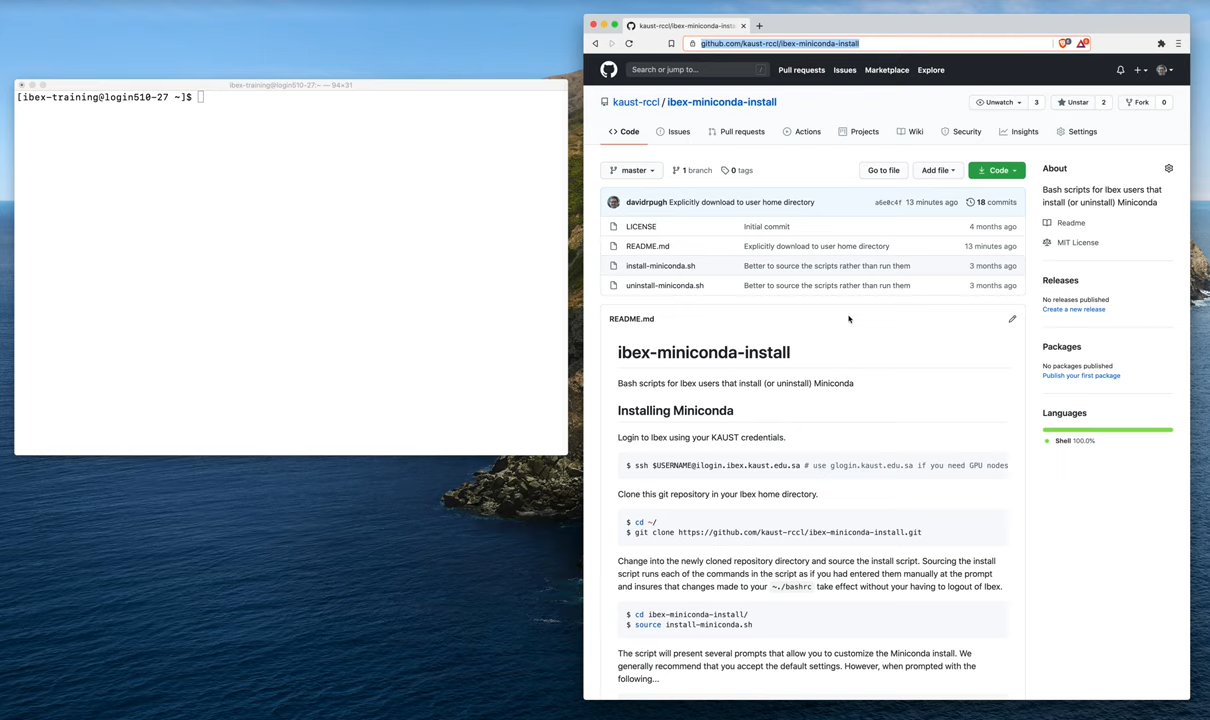 ibex-training@login510-27:~ — 94×31
[ibex-training@login510-27 ~]$
kaust-rccl/ibex-miniconda-insta
github.com/kaust-rccl/ibex-miniconda-install
Search or jump to... /
Pull requests Issues Marketplace Explore
kaust-rccl / ibex-miniconda-install
Unwatch 3 Unstar 2 Fork 0
Code Issues Pull requests Actions Projects Wiki Security Insights Settings
master 1 branch 0 tags Go to file Add file Code
davidrpugh Explicitly download to user home directory a6e0c4f 13 minutes ago 18 commits
LICENSE Initial commit 4 months ago
README.md Explicitly download to user home directory 13 minutes ago
install-miniconda.sh Better to source the scripts rather than run them 3 months ago
uninstall-miniconda.sh Better to source the scripts rather than run them 3 months ago
README.md
ibex-miniconda-install
Bash scripts for Ibex users that install (or uninstall) Miniconda
Installing Miniconda
Login to Ibex using your KAUST credentials.
$ ssh $USERNAME@ilogin.ibex.kaust.edu.sa # use glogin.kaust.edu.sa if you need GPU nodes
Clone this git repository in your Ibex home directory.
$ cd ~/
$ git clone https://github.com/kaust-rccl/ibex-miniconda-install.git
Change into the newly cloned repository directory and source the install script. Sourcing the install
script runs each of the commands in the script as if you had entered them manually at the prompt
and insures that changes made to your ~./bashrc take effect without your having to logout of Ibex.
$ cd ibex-miniconda-install/
$ source install-miniconda.sh
The script will present several prompts that allow you to customize the Miniconda install. We
generally recommend that you accept the default settings. However, when prompted with the
following...
About
Bash scripts for Ibex users that
install (or uninstall) Miniconda
Readme
MIT License
Releases
No releases published
Create a new release
Packages
No packages published
Publish your first package
Languages
Shell 100.0%